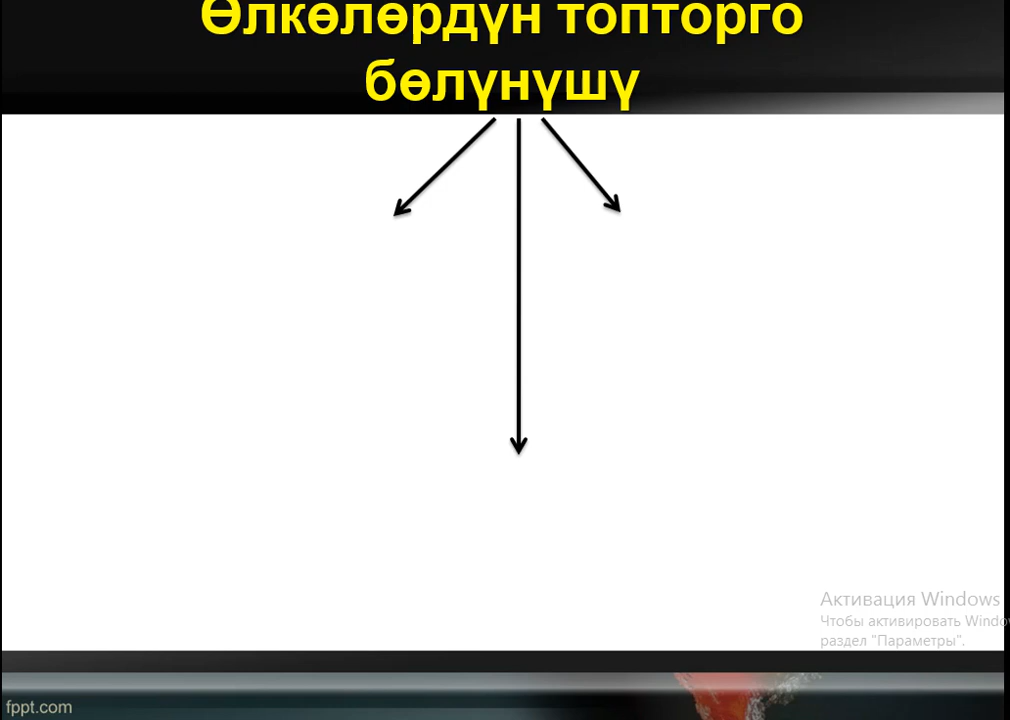 Өлкөлөрдүн топторго
бөлүнүшү
Активация Windows
Чтобы активировать Windo
раздел "Параметры".
fppt.com